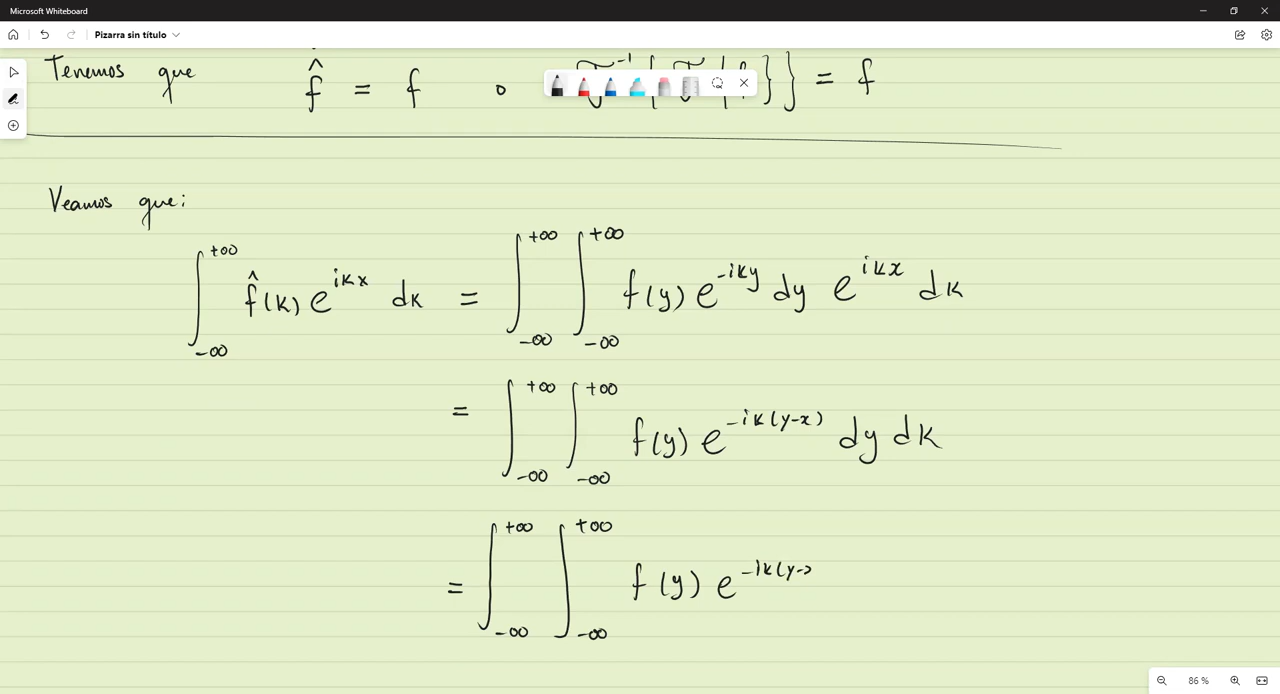 Microsoft Whiteboard
Pizarra sin título
Tenemos que f̂ = f o 𝓕⁻¹{𝓕{f}} = f
Veamos que:
∫_{-∞}^{+∞} f̂(k) e^{ikx} dk = ∫_{-∞}^{+∞} ∫_{-∞}^{+∞} f(y) e^{-iky} dy e^{ikx} dk
= ∫_{-∞}^{+∞} ∫_{-∞}^{+∞} f(y) e^{-ik(y-x)} dy dk
= ∫_{-∞}^{+∞} ∫_{-∞}^{+∞} f(y) e^{-ik(y-
86 %